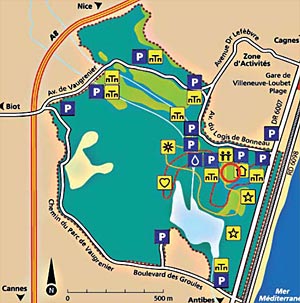 Nice
A8
Av. de Vaugrenier
Biot
P
P
P
P
Avenue Dr Lefèbvre
Cagnes
Zone
d'Activités
Gare de
Villeneuve-Loubet
Plage
Av. du Logis de Bonneau
DR 6007
RD 6098
P
P
P
P
P
P
P
P
Chemin du Parc de Vaugrenier
Boulevard des Groules
Cannes
N
0
500 m
Antibes
Mer
Méditerranée